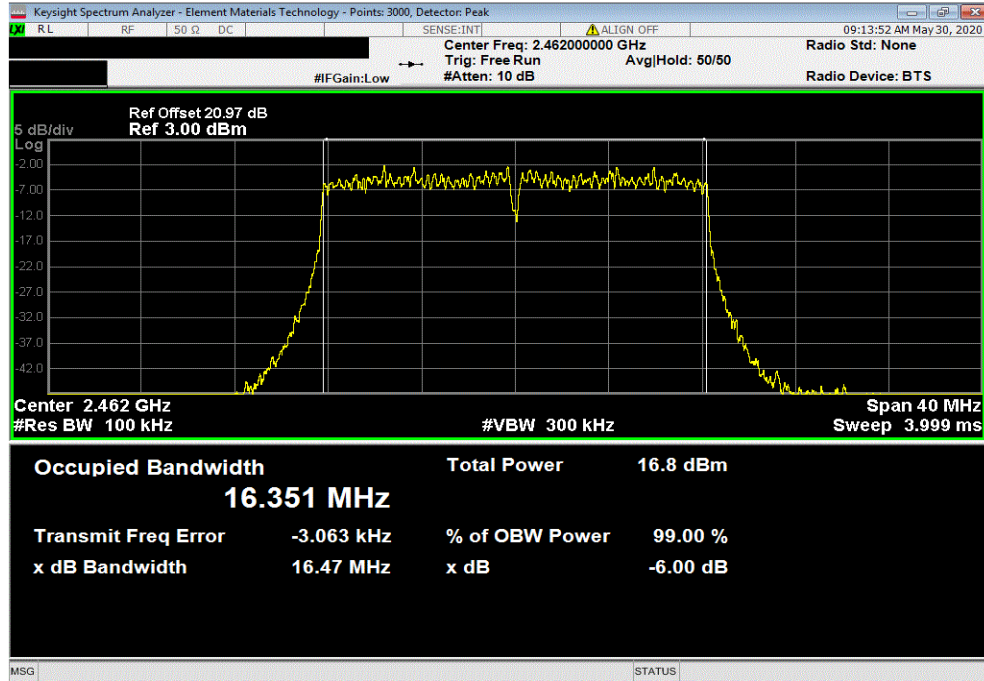 Keysight Spectrum Analyzer - Element Materials Technology - Points: 3000, Detector: Peak
LXI RL RF 50 Ω DC SENSE:INT ALIGN OFF 09:13:52 AM May 30, 2020
Center Freq: 2.462000000 GHz Radio Std: None
Trig: Free Run Avg|Hold: 50/50
#IFGain:Low #Atten: 10 dB Radio Device: BTS
Ref Offset 20.97 dB
5 dB/div Ref 3.00 dBm
Log
-2.00
-7.00
-12.0
-17.0
-22.0
-27.0
-32.0
-37.0
-42.0
Center 2.462 GHz Span 40 MHz
#Res BW 100 kHz #VBW 300 kHz Sweep 3.999 ms
Occupied Bandwidth Total Power 16.8 dBm
16.351 MHz
Transmit Freq Error -3.063 kHz % of OBW Power 99.00 %
x dB Bandwidth 16.47 MHz x dB -6.00 dB
MSG STATUS